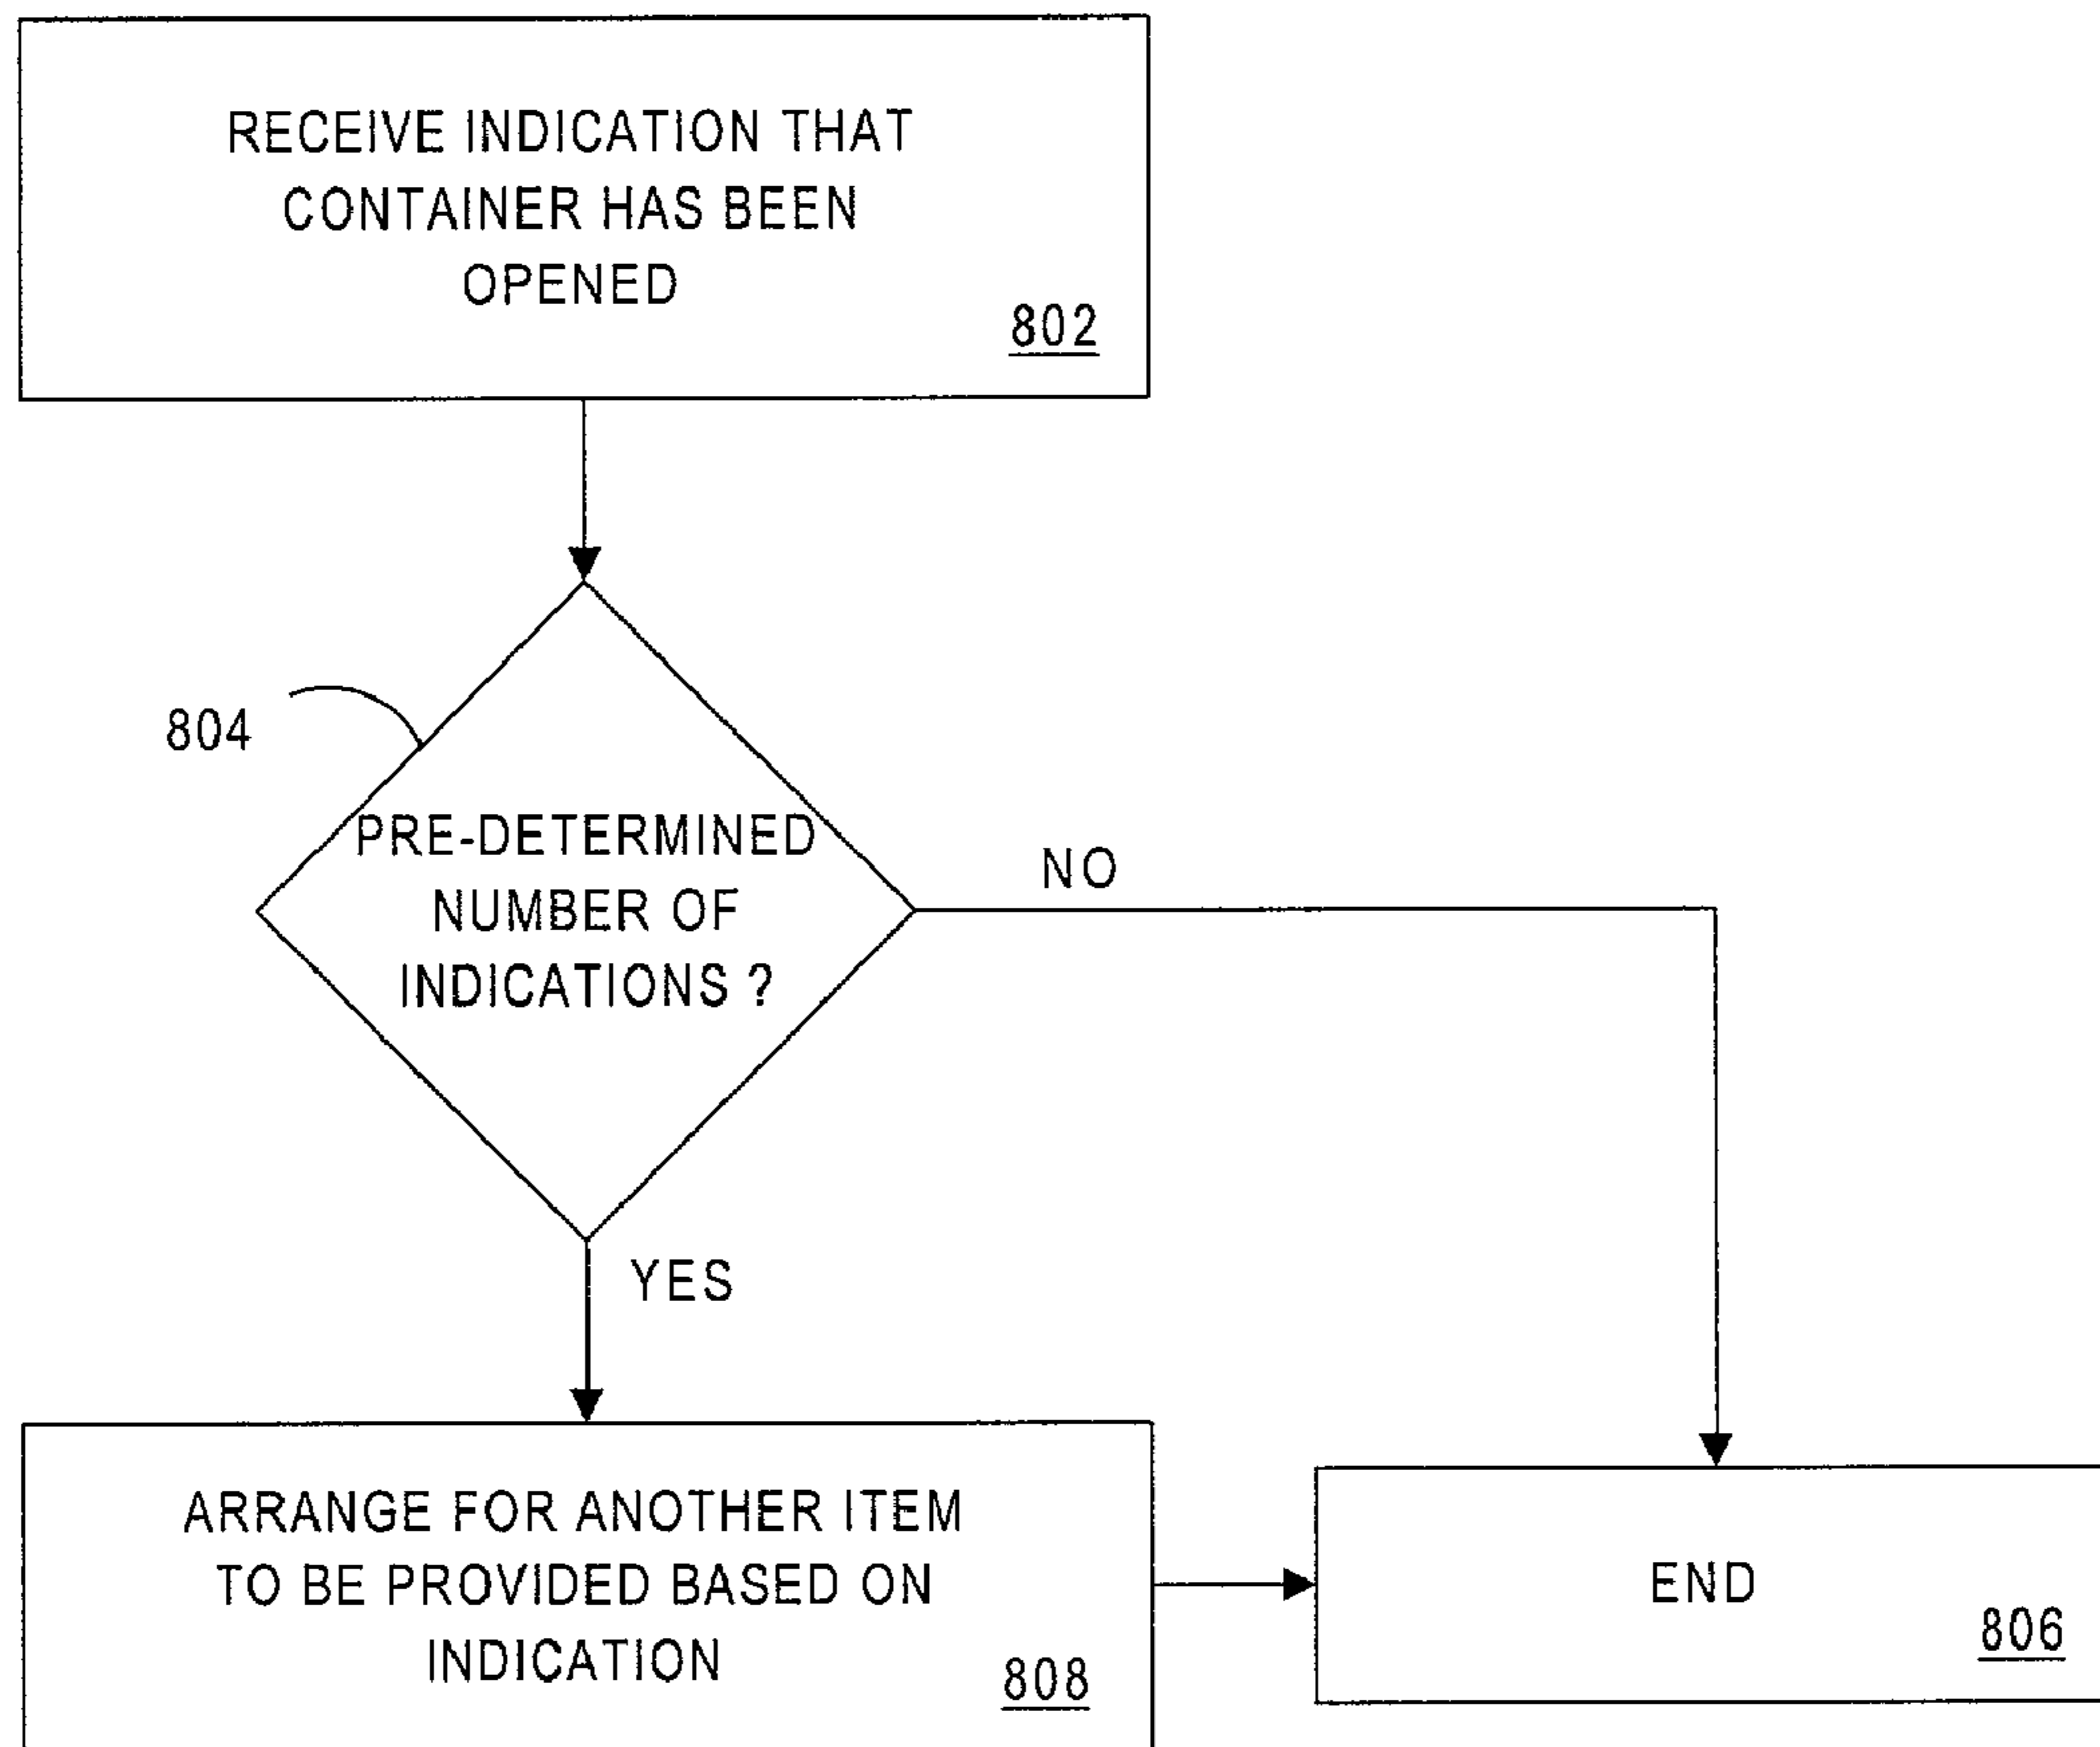 RECEIVE INDICATION THAT
CONTAINER HAS BEEN
OPENED
802
804
PRE-DETERMINED
NUMBER OF
INDICATIONS ?
NO
YES
ARRANGE FOR ANOTHER ITEM
TO BE PROVIDED BASED ON
INDICATION
808
END
806